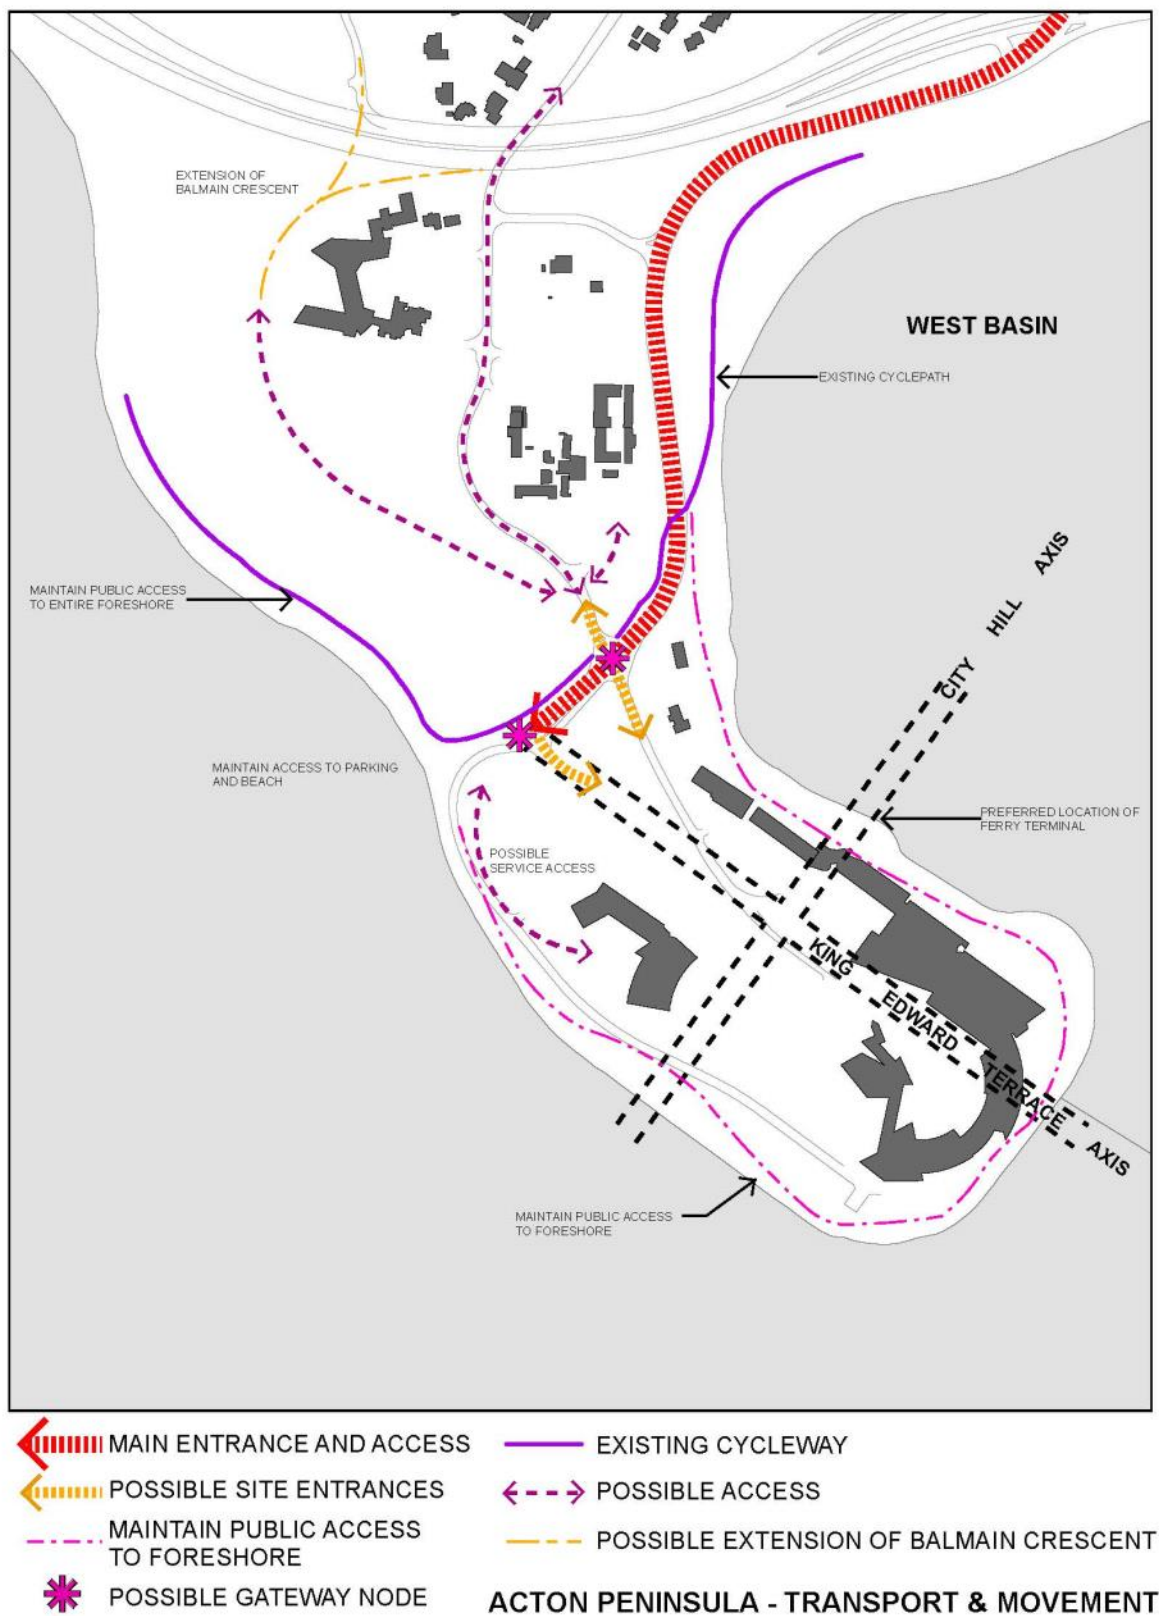 EXTENSION OF
BALMAIN CRESCENT
WEST BASIN
EXISTING CYCLEPATH
CITY HILL AXIS
MAINTAIN PUBLIC ACCESS
TO ENTIRE FORESHORE
MAINTAIN ACCESS TO PARKING
AND BEACH
PREFERRED LOCATION OF
FERRY TERMINAL
POSSIBLE
SERVICE ACCESS
KING EDWARD TERRACE AXIS
MAINTAIN PUBLIC ACCESS
TO FORESHORE
MAIN ENTRANCE AND ACCESS
EXISTING CYCLEWAY
POSSIBLE SITE ENTRANCES
POSSIBLE ACCESS
MAINTAIN PUBLIC ACCESS
TO FORESHORE
POSSIBLE EXTENSION OF BALMAIN CRESCENT
POSSIBLE GATEWAY NODE
ACTON PENINSULA - TRANSPORT & MOVEMENT